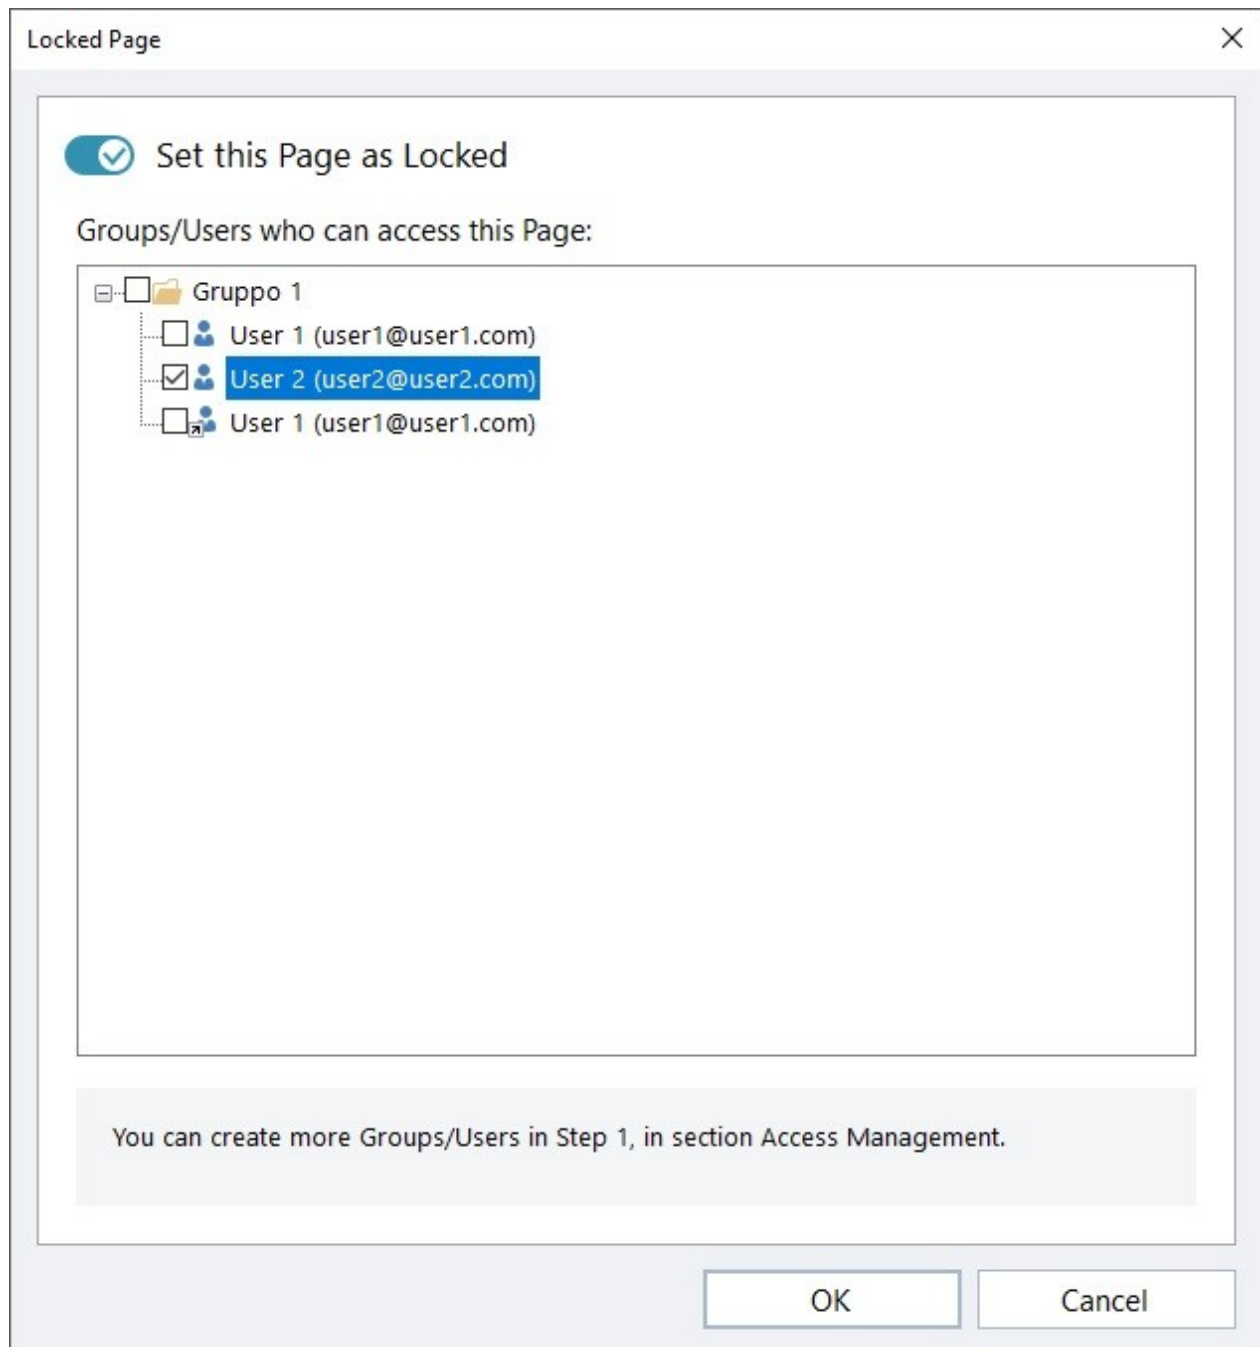 Locked Page
Set this Page as Locked
Groups/Users who can access this Page:
Gruppo 1
User 1 (user1@user1.com)
User 2 (user2@user2.com)
User 1 (user1@user1.com)
You can create more Groups/Users in Step 1, in section Access Management.
OK
Cancel